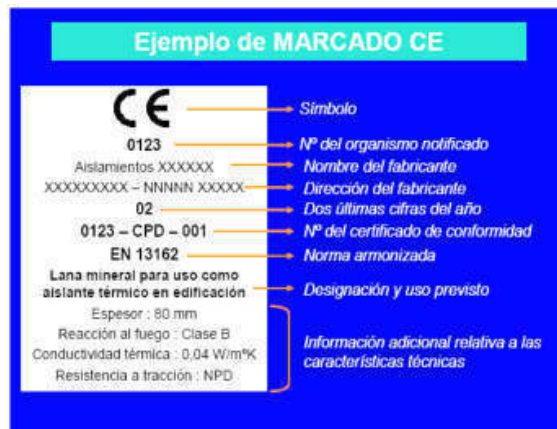 Ejemplo de MARCADO CE
CE
Símbolo
0123
Nº del organismo notificado
Aislamientos XXXXXX
Nombre del fabricante
XXXXXXXXX – NNNNN XXXXX
Dirección del fabricante
02
Dos últimas cifras del año
0123 – CPD – 001
Nº del certificado de conformidad
EN 13162
Norma armonizada
Lana mineral para uso como
aislante térmico en edificación
Designación y uso previsto
Espesor : 80 mm
Reacción al fuego : Clase B
Conductividad térmica : 0,04 W/mºK
Resistencia a tracción : NPD
Información adicional relativa a las
características técnicas